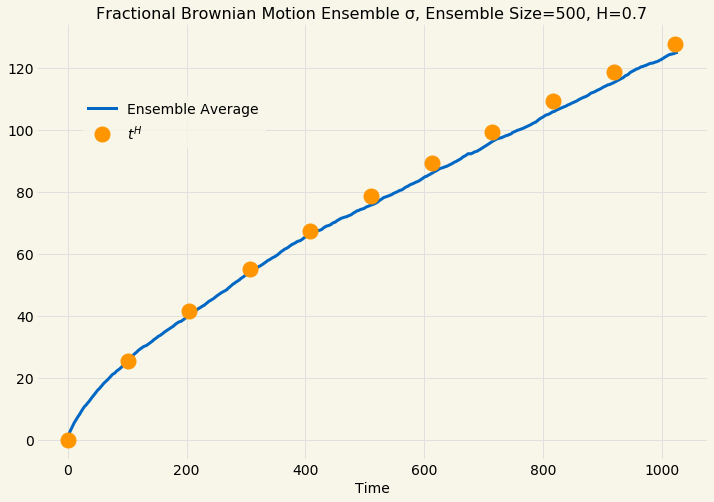 Fractional Brownian Motion Ensemble σ, Ensemble Size=500, H=0.7
120
100
80
60
40
20
0
Ensemble Average
t^H
0 200 400 600 800 1000
Time